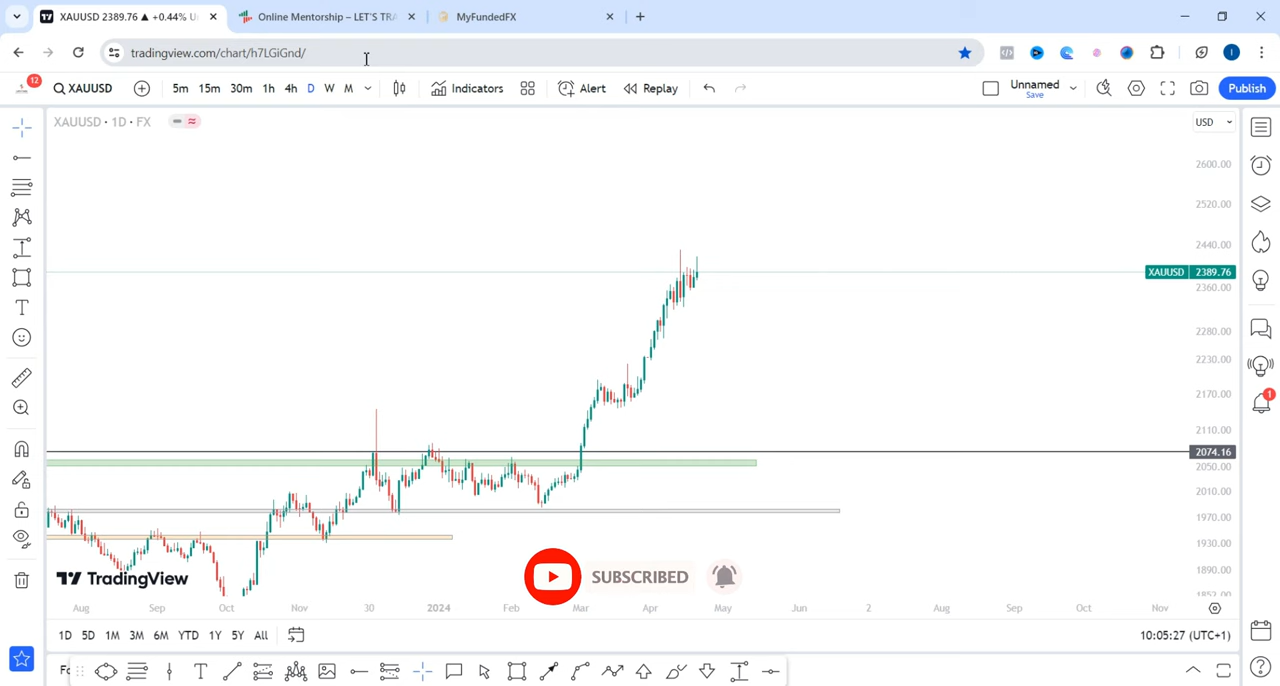 XAUUSD 2389.76 ▲ +0.44% U
Online Mentorship – LET'S TRA
MyFundedFX
tradingview.com/chart/h7LGiGnd/
12
XAUUSD
5m 15m 30m 1h 4h D W M
Indicators
Alert
Replay
Unnamed
Save
Publish
XAUUSD · 1D · FX
USD
2600.00
2520.00
2440.00
XAUUSD 2389.76
2360.00
2280.00
2230.00
2170.00
2110.00
2074.16
2050.00
2010.00
1970.00
1930.00
1890.00
1852.00
1
TradingView
SUBSCRIBED
Aug Sep Oct Nov 30 2024 Feb Mar Apr May Jun 2 Aug Sep Oct Nov
1D 5D 1M 3M 6M YTD 1Y 5Y All
10:05:27 (UTC+1)